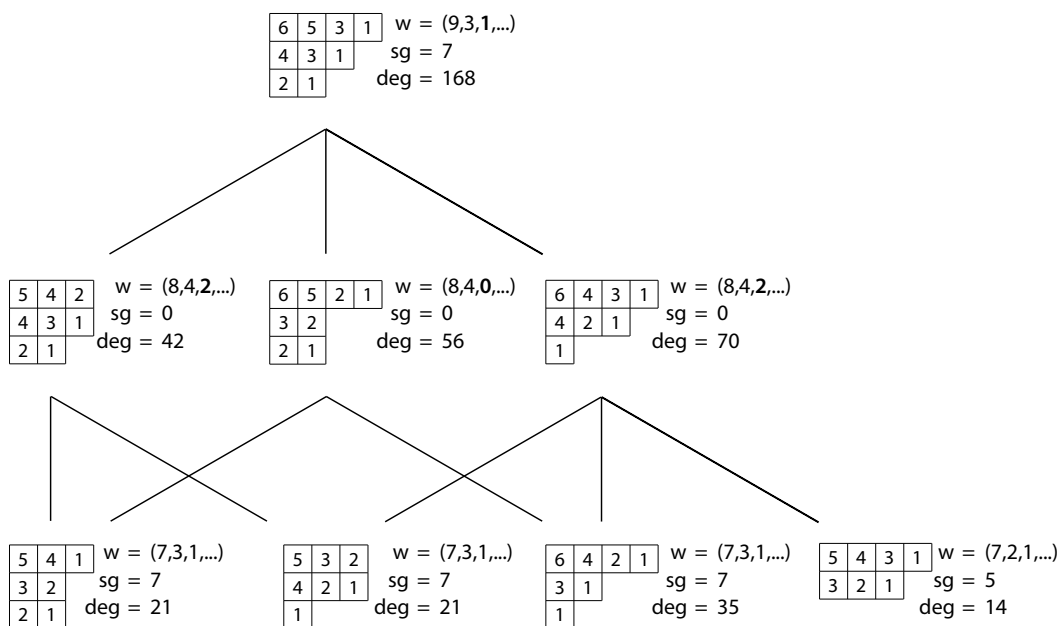 6 5 3 1 w = (9,3,1,...)
4 3 1 sg = 7
2 1 deg = 168
5 4 2 w = (8,4,2,...)
4 3 1 sg = 0
2 1 deg = 42
6 5 2 1 w = (8,4,0,...)
3 2 sg = 0
2 1 deg = 56
6 4 3 1 w = (8,4,2,...)
4 2 1 sg = 0
1 deg = 70
5 4 1 w = (7,3,1,...)
3 2 sg = 7
2 1 deg = 21
5 3 2 w = (7,3,1,...)
4 2 1 sg = 7
1 deg = 21
6 4 2 1 w = (7,3,1,...)
3 1 sg = 7
1 deg = 35
5 4 3 1 w = (7,2,1,...)
3 2 1 sg = 5
deg = 14